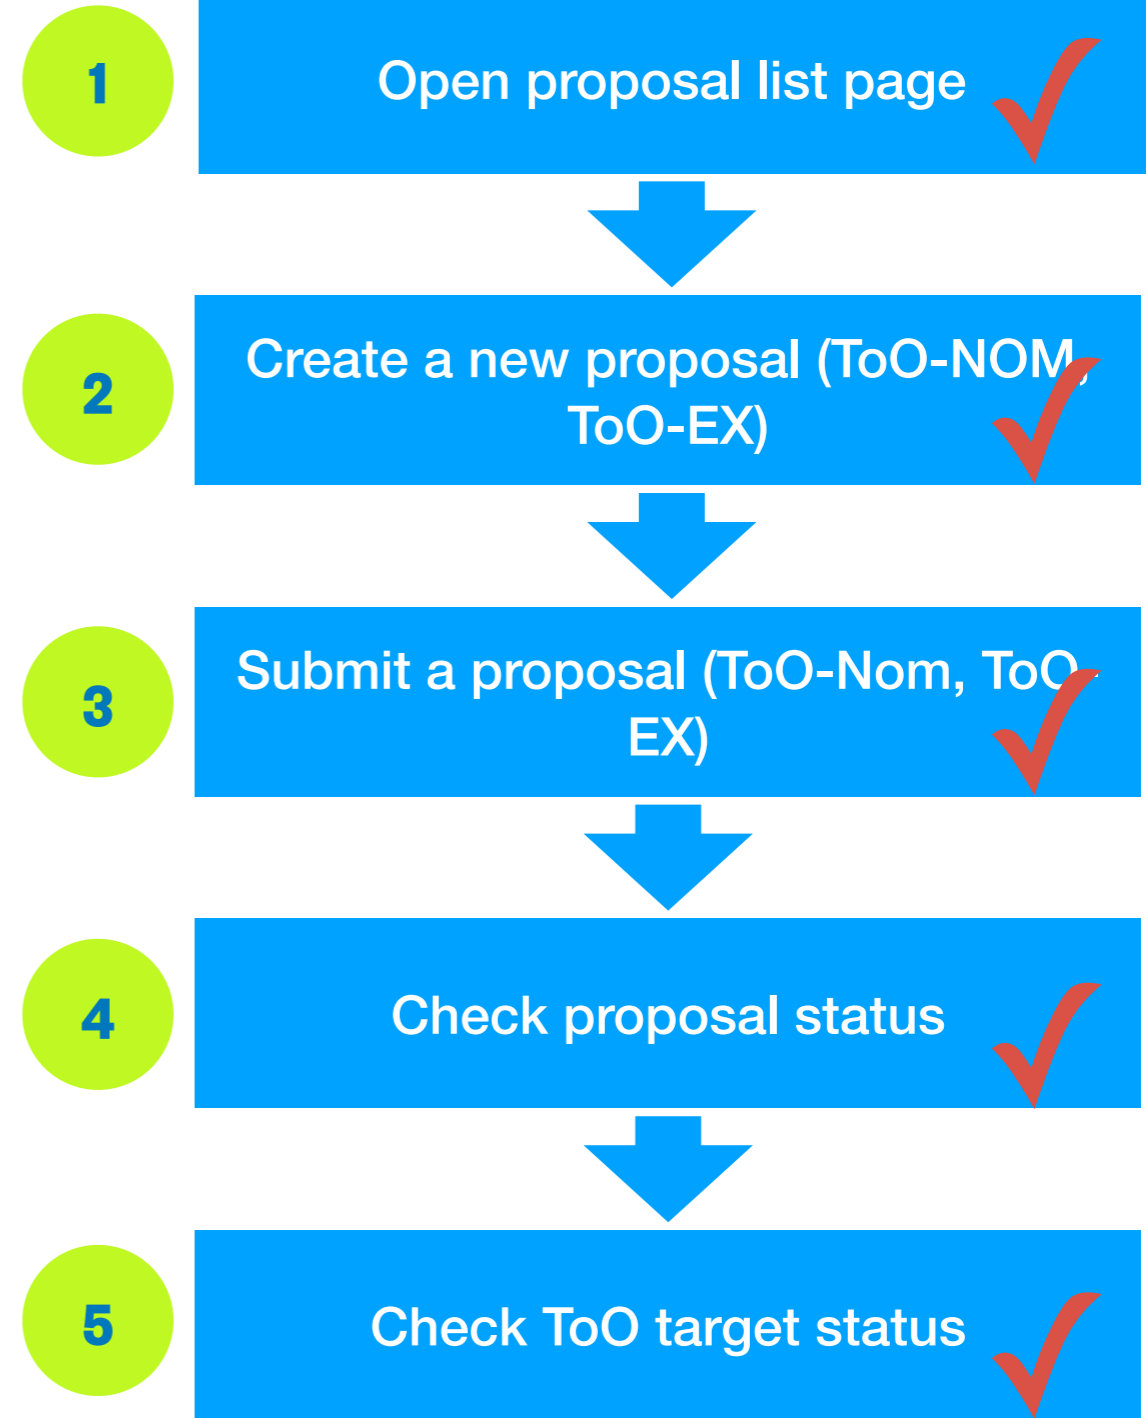 1
Open proposal list page
2
Create a new proposal (ToO-NOM,
ToO-EX)
3
Submit a proposal (ToO-Nom, ToO-
EX)
4
Check proposal status
5
Check ToO target status